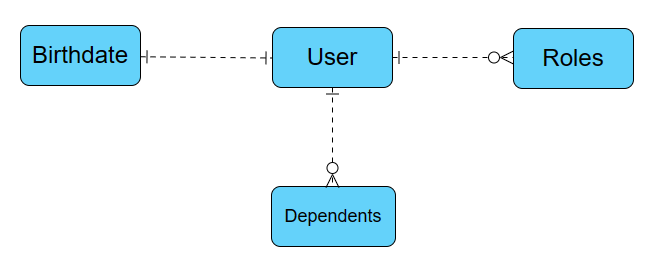 Birthdate
User
Roles
Dependents